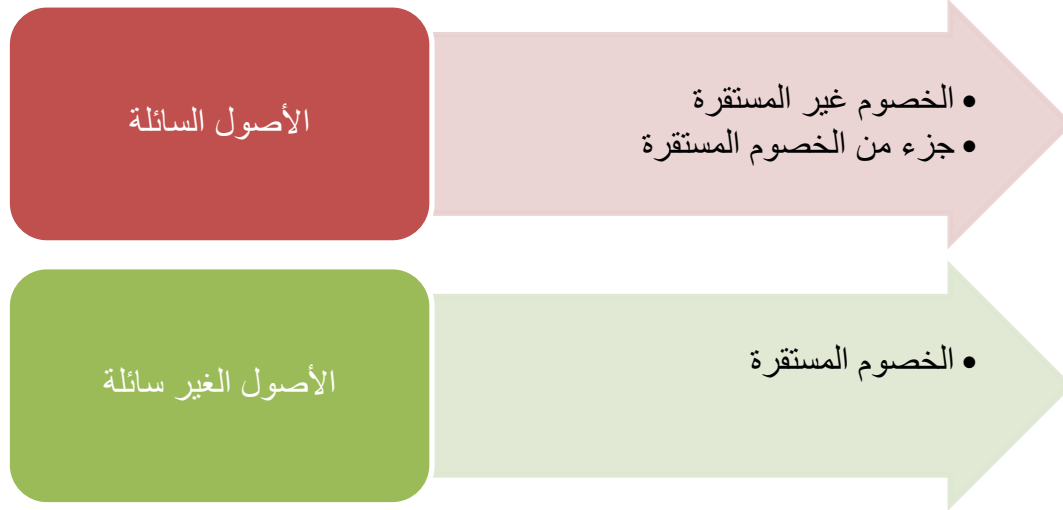 الأصول السائلة
• الخصوم غير المستقرة
• جزء من الخصوم المستقرة
الأصول الغير سائلة
• الخصوم المستقرة